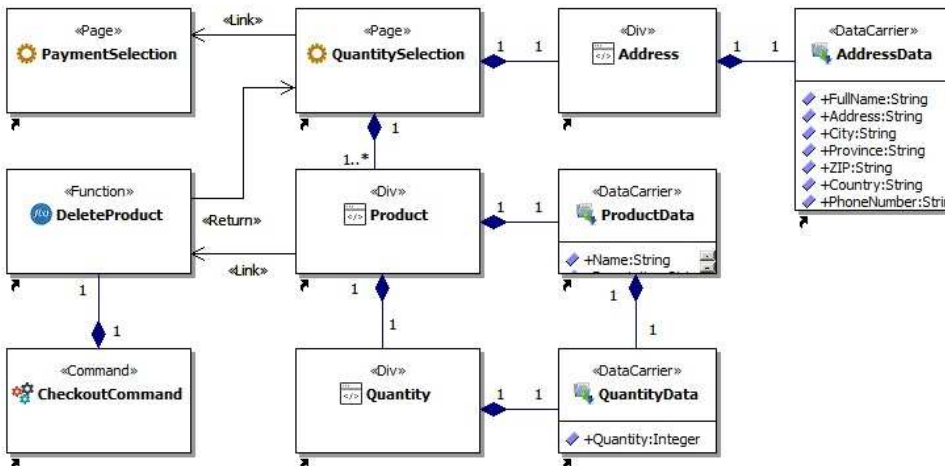 «Page»
PaymentSelection
«Link»
«Page»
QuantitySelection
1
1
«Div»
Address
1
1
«DataCarrier»
AddressData
+FullName:String
+Address:String
+City:String
+Province:String
+ZIP:String
+Country:String
1
1..*
«Function»
DeleteProduct
«Return»
«Link»
«Div»
Product
1
1
«DataCarrier»
ProductData
+Name:String
1
1
1
1
1
1
«Command»
CheckoutCommand
«Div»
Quantity
1
1
«DataCarrier»
QuantityData
+Quantity:Integer